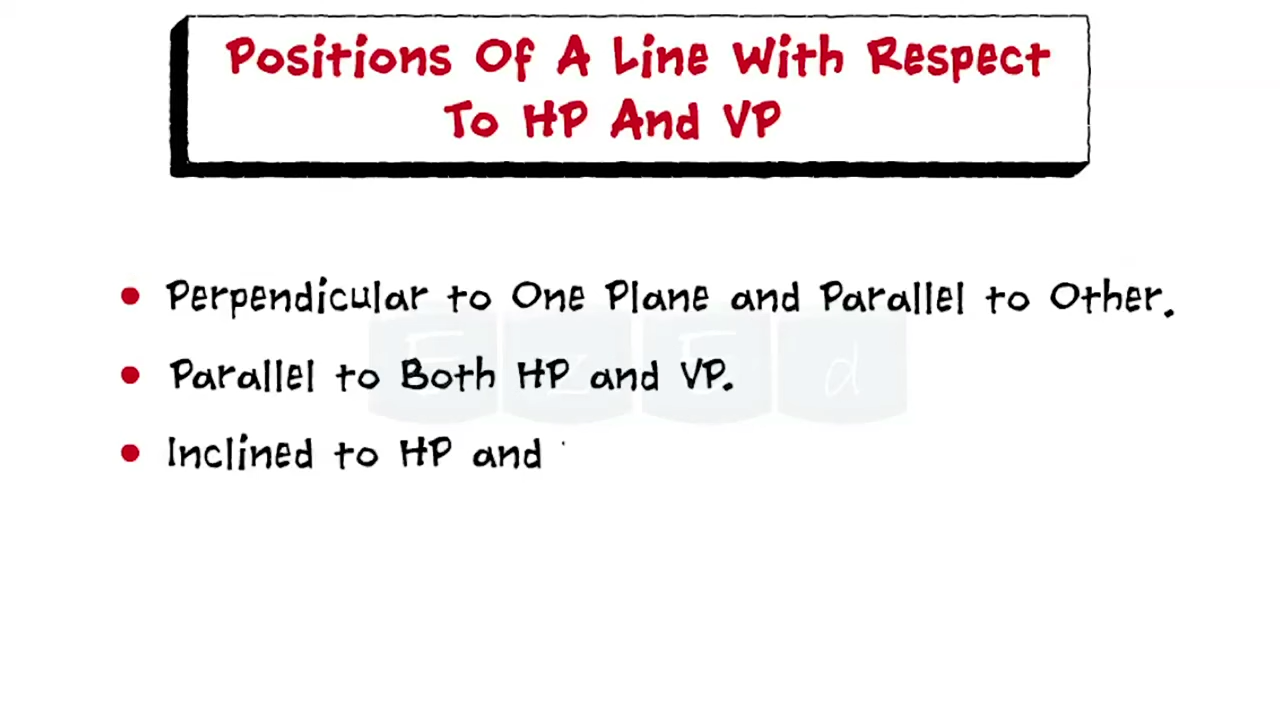 Positions Of A Line With Respect
To HP And VP
• Perpendicular to One Plane and Parallel to Other.
• Parallel to Both HP and VP.
• Inclined to HP and
E z E d